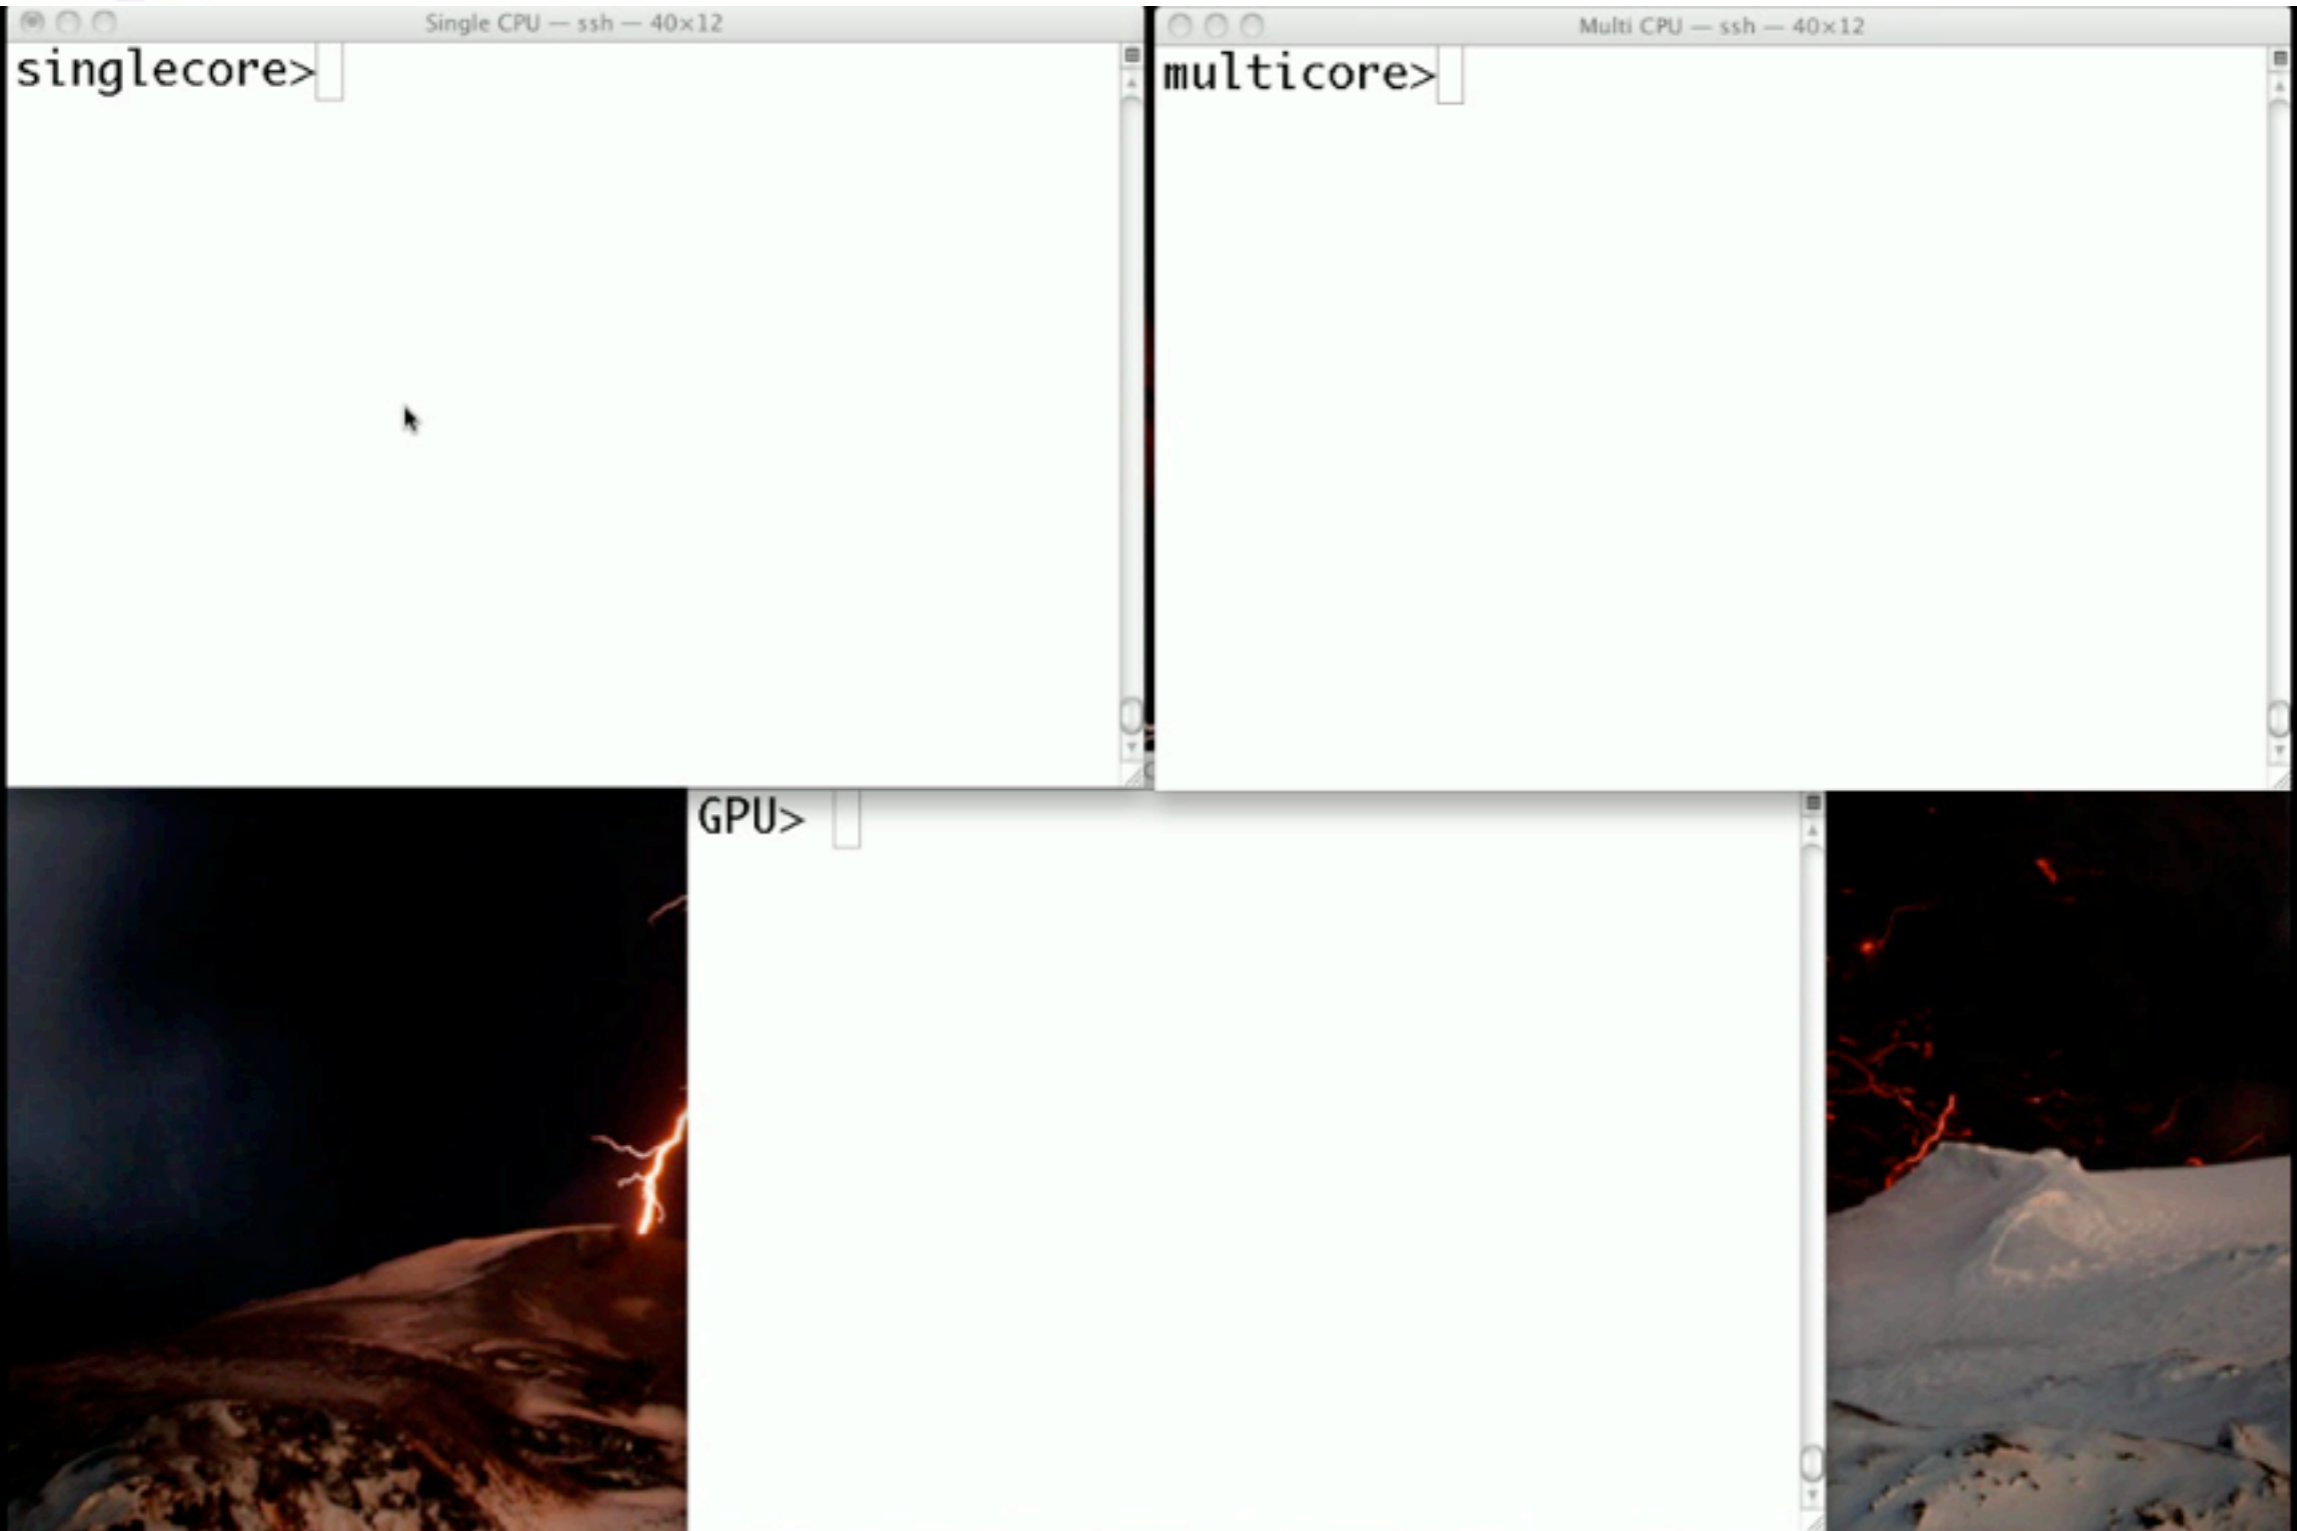 Single CPU — ssh — 40×12
singlecore>
Multi CPU — ssh — 40×12
multicore>
GPU>